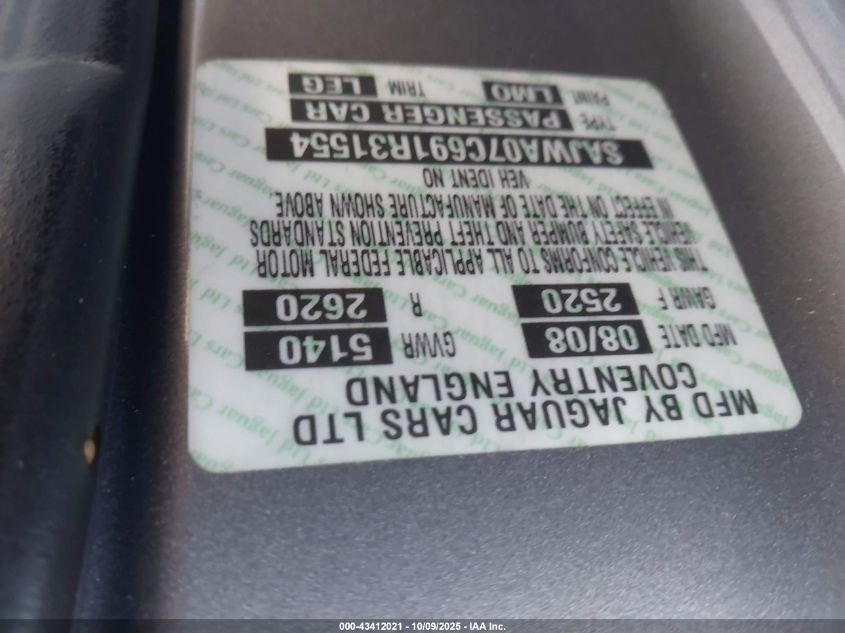 MFD BY JAGUAR CARS LTD
COVENTRY ENGLAND
MFD DATE 08/08 GVWR 5140
GAWR F 2520 R 2620
THIS VEHICLE CONFORMS TO ALL APPLICABLE FEDERAL MOTOR
VEHICLE SAFETY BUMPER AND THEFT PREVENTION STANDARDS
IN EFFECT ON THE DATE OF MANUFACTURE SHOWN ABOVE
VEH IDENT NO
SAJWA07C691R31554
TYPE PASSENGER CAR
PAINT LMO TRIM LEG
000-43412021 - 10/09/2025 - IAA Inc.